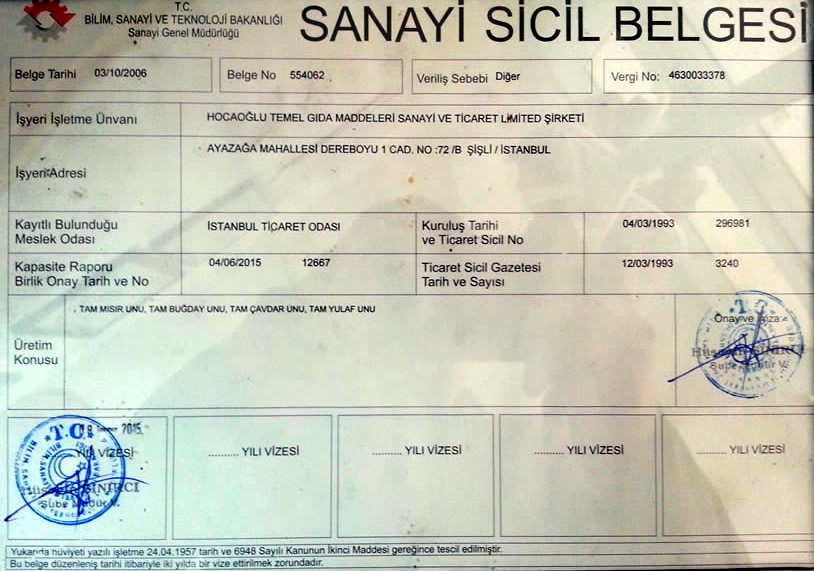 T.C.
BİLİM, SANAYİ VE TEKNOLOJİ BAKANLIĞI
Sanayi Genel Müdürlüğü
SANAYİ SİCİL BELGESİ
Belge Tarihi 03/10/2006
Belge No 554062
Veriliş Sebebi Diğer
Vergi No: 4630033378
İşyeri İşletme Ünvanı
HOCAOĞLU TEMEL GIDA MADDELERİ SANAYİ VE TİCARET LİMTED ŞİRKETİ
İşyeri Adresi
AYAZAĞA MAHALLESİ DEREBOYU 1 CAD. NO :72 /B ŞİŞLİ / İSTANBUL
Kayıtlı Bulunduğu
Meslek Odası
İSTANBUL TİCARET ODASI
Kuruluş Tarihi
ve Ticaret Sicil No
04/03/1993 296981
Kapasite Raporu
Birlik Onay Tarih ve No
04/06/2015 12667
Ticaret Sicil Gazetesi
Tarih ve Sayısı
12/03/1993 3240
Üretim
Konusu
. TAM MISIR UNU, TAM BUĞDAY UNU, TAM ÇAVDAR UNU, TAM YULAF UNU
Onay ve İmza
T.C.
T.C.
2015
YILI VİZESİ
.......... YILI VİZESİ
.......... YILI VİZESİ
.......... YILI VİZESİ
.......... YILI VİZESİ
Yukarıda hüviyeti yazılı işletme 24.04.1957 tarih ve 6948 Sayılı Kanunun İkinci Maddesi gereğince tescil edilmiştir.
Bu belge düzenleniş tarihi itibariyle iki yılda bir vize ettirilmek zorundadır.